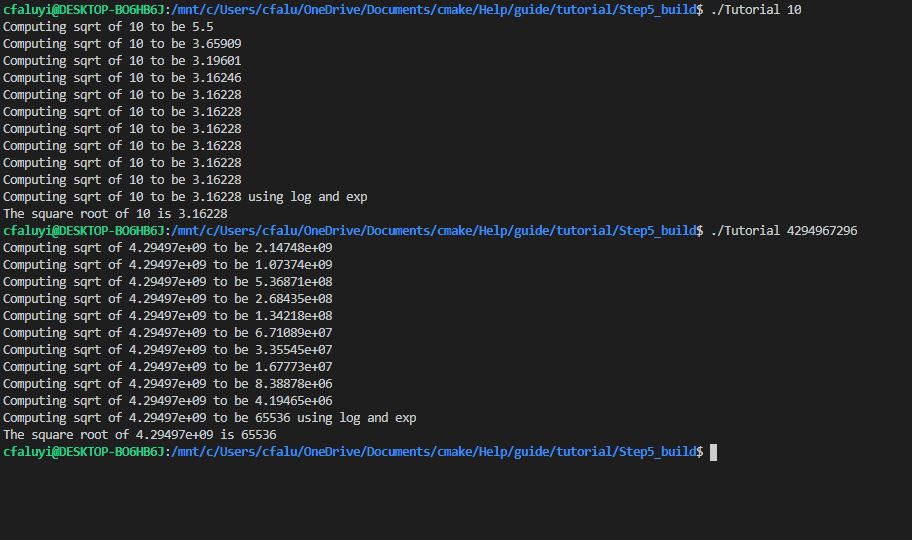 cfaluyi@DESKTOP-BO6HB6J:/mnt/c/Users/cfalu/OneDrive/Documents/cmake/Help/guide/tutorial/Step5_build$ ./Tutorial 10
Computing sqrt of 10 to be 5.5
Computing sqrt of 10 to be 3.65909
Computing sqrt of 10 to be 3.19601
Computing sqrt of 10 to be 3.16246
Computing sqrt of 10 to be 3.16228
Computing sqrt of 10 to be 3.16228
Computing sqrt of 10 to be 3.16228
Computing sqrt of 10 to be 3.16228
Computing sqrt of 10 to be 3.16228
Computing sqrt of 10 to be 3.16228
Computing sqrt of 10 to be 3.16228 using log and exp
The square root of 10 is 3.16228
cfaluyi@DESKTOP-BO6HB6J:/mnt/c/Users/cfalu/OneDrive/Documents/cmake/Help/guide/tutorial/Step5_build$ ./Tutorial 4294967296
Computing sqrt of 4.29497e+09 to be 2.14748e+09
Computing sqrt of 4.29497e+09 to be 1.07374e+09
Computing sqrt of 4.29497e+09 to be 5.36871e+08
Computing sqrt of 4.29497e+09 to be 2.68435e+08
Computing sqrt of 4.29497e+09 to be 1.34218e+08
Computing sqrt of 4.29497e+09 to be 6.71089e+07
Computing sqrt of 4.29497e+09 to be 3.35545e+07
Computing sqrt of 4.29497e+09 to be 1.67773e+07
Computing sqrt of 4.29497e+09 to be 8.38878e+06
Computing sqrt of 4.29497e+09 to be 4.19465e+06
Computing sqrt of 4.29497e+09 to be 65536 using log and exp
The square root of 4.29497e+09 is 65536
cfaluyi@DESKTOP-BO6HB6J:/mnt/c/Users/cfalu/OneDrive/Documents/cmake/Help/guide/tutorial/Step5_build$